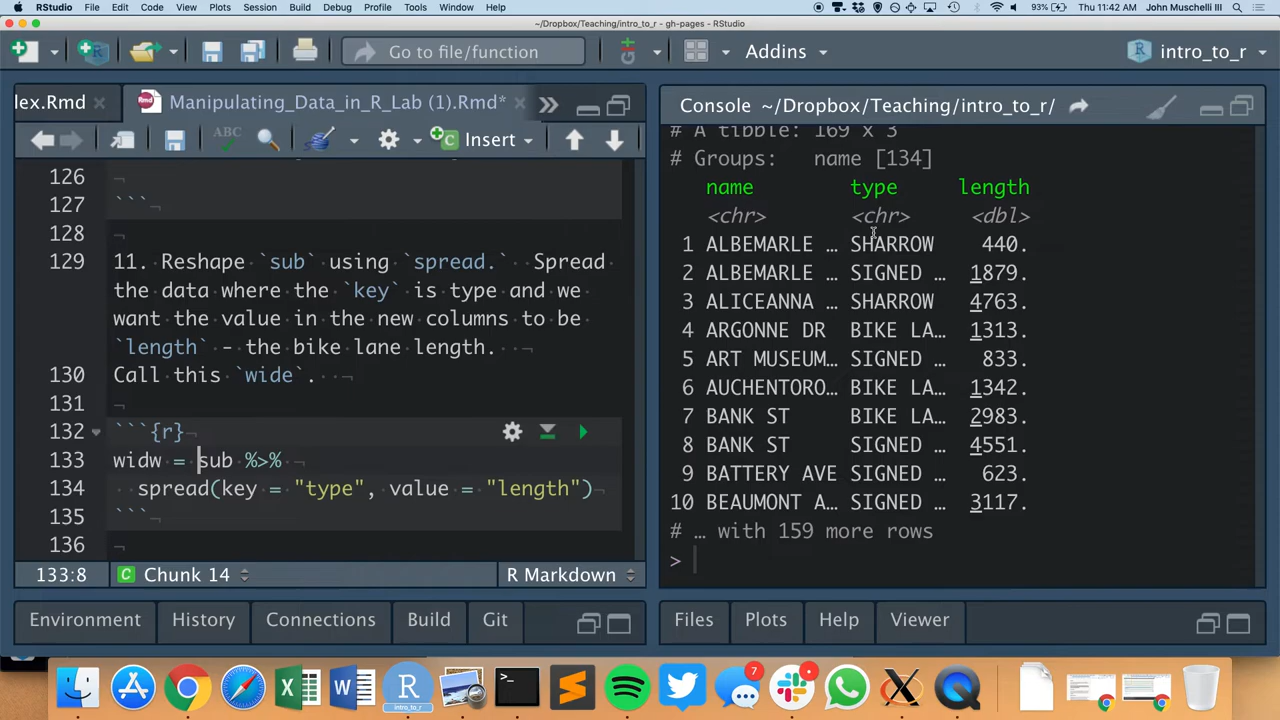 RStudio File Edit Code View Plots Session Build Debug Profile Tools Window Help 93% Thu 11:42 AM John Muschelli III
~/Dropbox/Teaching/intro_to_r - gh-pages - RStudio
Go to file/function Addins intro_to_r
lex.Rmd Manipulating_Data_in_R_Lab (1).Rmd*
ABC Insert
126
127 ```
128
129 11. Reshape `sub` using `spread.` Spread
the data where the `key` is type and we
want the value in the new columns to be
`length` - the bike lane length.
130 Call this `wide`.
131
132 ```{r}
133 widw = sub %>%
134 spread(key = "type", value = "length")
135 ```
136
133:8 Chunk 14 R Markdown
Environment History Connections Build Git
Console ~/Dropbox/Teaching/intro_to_r/
# A tibble: 169 x 3
# Groups: name [134]
name type length
<chr> <chr> <dbl>
1 ALBEMARLE … SHARROW 440.
2 ALBEMARLE … SIGNED … 1879.
3 ALICEANNA … SHARROW 4763.
4 ARGONNE DR BIKE LA… 1313.
5 ART MUSEUM… SIGNED … 833.
6 AUCHENTORO… BIKE LA… 1342.
7 BANK ST BIKE LA… 2983.
8 BANK ST SIGNED … 4551.
9 BATTERY AVE SIGNED … 623.
10 BEAUMONT A… SIGNED … 3117.
# … with 159 more rows
>
Files Plots Help Viewer
R intro_to_r
7